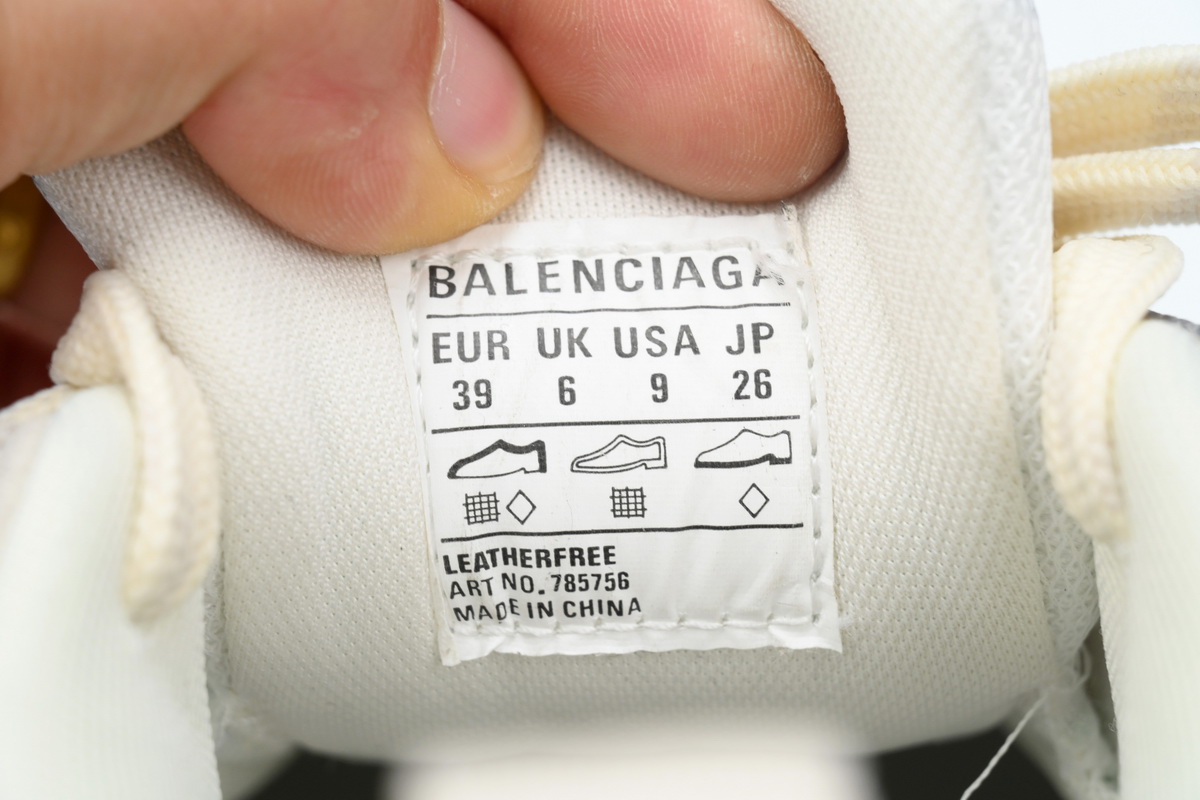 BALENCIAGA
EUR UK USA JP
39 6 9 26
LEATHERFREE
ART NO. 785756
MADE IN CHINA